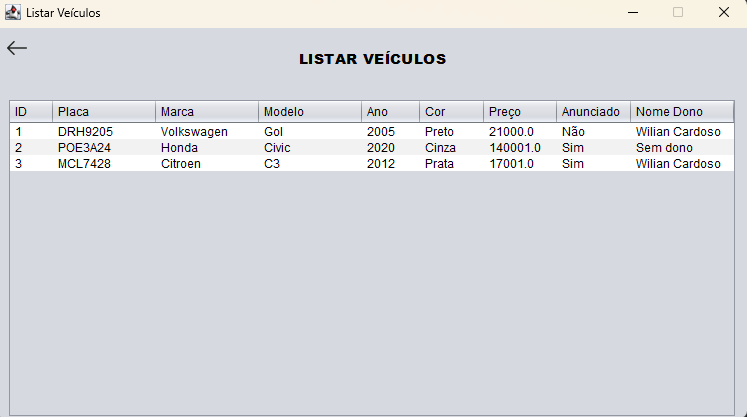 Listar Veículos
LISTAR VEÍCULOS
ID Placa Marca Modelo Ano Cor Preço Anunciado Nome Dono
1 DRH9205 Volkswagen Gol 2005 Preto 21000.0 Não Wilian Cardoso
2 POE3A24 Honda Civic 2020 Cinza 140001.0 Sim Sem dono
3 MCL7428 Citroen C3 2012 Prata 17001.0 Sim Wilian Cardoso